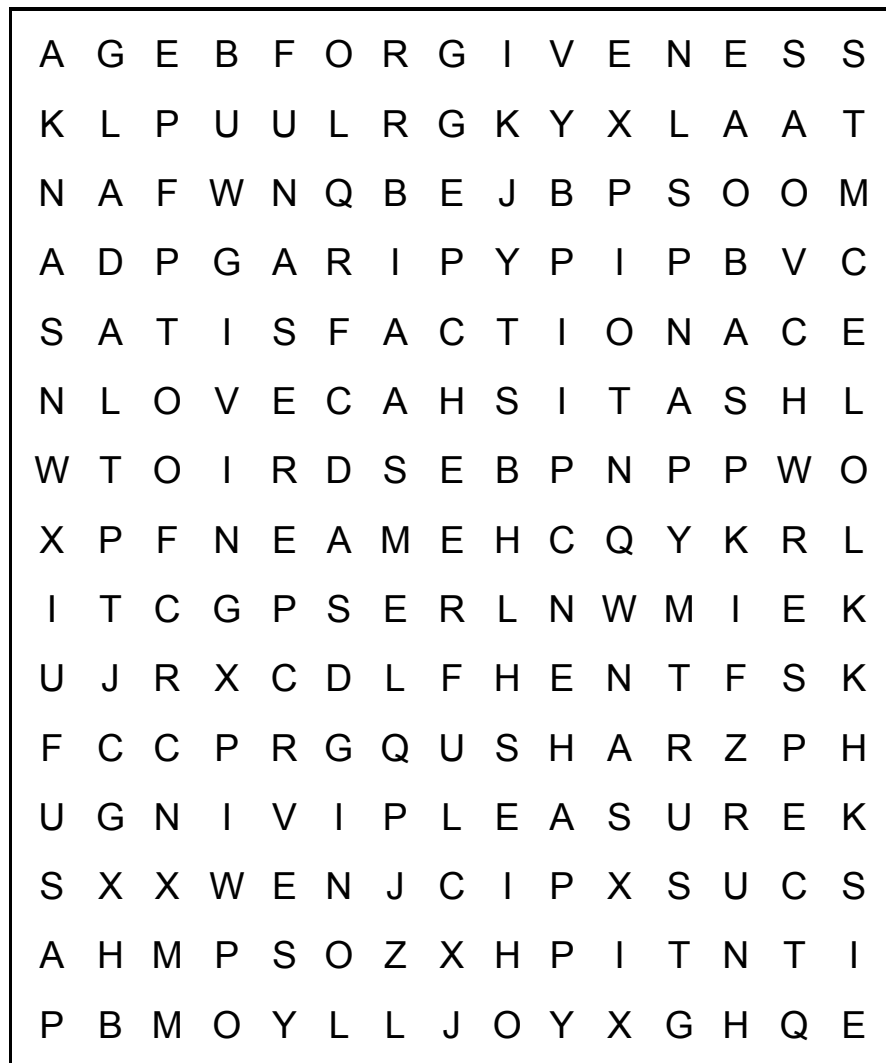 A G E B F O R G I V E N E S S
K L P U U L R G K Y X L A A T
N A F W N Q B E J B P S O O M
A D P G A R I P Y P I P B V C
S A T I S F A C T I O N A C E
N L O V E C A H S I T A S H L
W T O I R D S E B P N P P W O
X P F N E A M E H C Q Y K R L
I T C G P S E R L N W M I E K
U J R X C D L F H E N T F S K
F C C P R G Q U S H A R Z P H
U G N I V I P L E A S U R E K
S X X W E N J C I P X S U C S
A H M P S O Z X H P I T N T I
P B M O Y L L J O Y X G H Q E